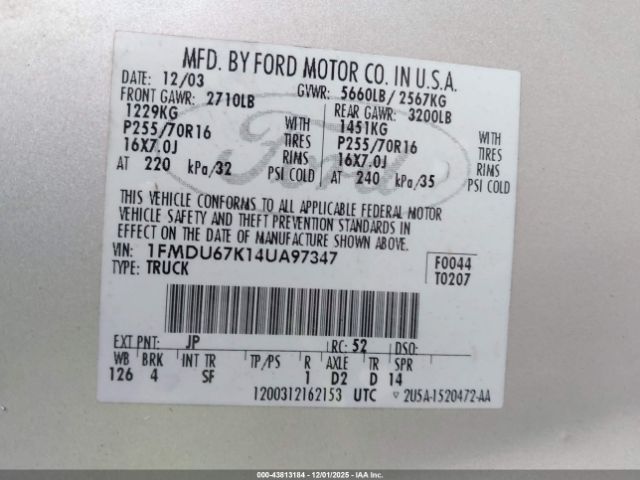 MFD. BY FORD MOTOR CO. IN U.S.A.
DATE: 12/03 GVWR: 5660LB/ 2567KG
FRONT GAWR: 2710LB REAR GAWR: 3200LB
1229KG WITH 1451KG WITH
P255/70R16 TIRES P255/70R16 TIRES
16X7.0J RIMS 16X7.0J RIMS
AT 220 kPa/32 PSI COLD AT 240 kPa/35 PSI COLD
Ford
THIS VEHICLE CONFORMS TO ALL APPLICABLE FEDERAL MOTOR
VEHICLE SAFETY AND THEFT PREVENTION STANDARDS IN
EFFECT ON THE DATE OF MANUFACTURE SHOWN ABOVE.
VIN: 1FMDU67K14UA97347 F0044
TYPE: TRUCK T0207
EXT PNT: JP RC: 52 DSO:
WB BRK INT TR TP/PS R AXLE TR SPR
126 4 SF 1 D2 D 14
1200312162153 UTC ▽ 2U5A-1520472-AA
000-43813184 - 12/01/2025 - IAA Inc.